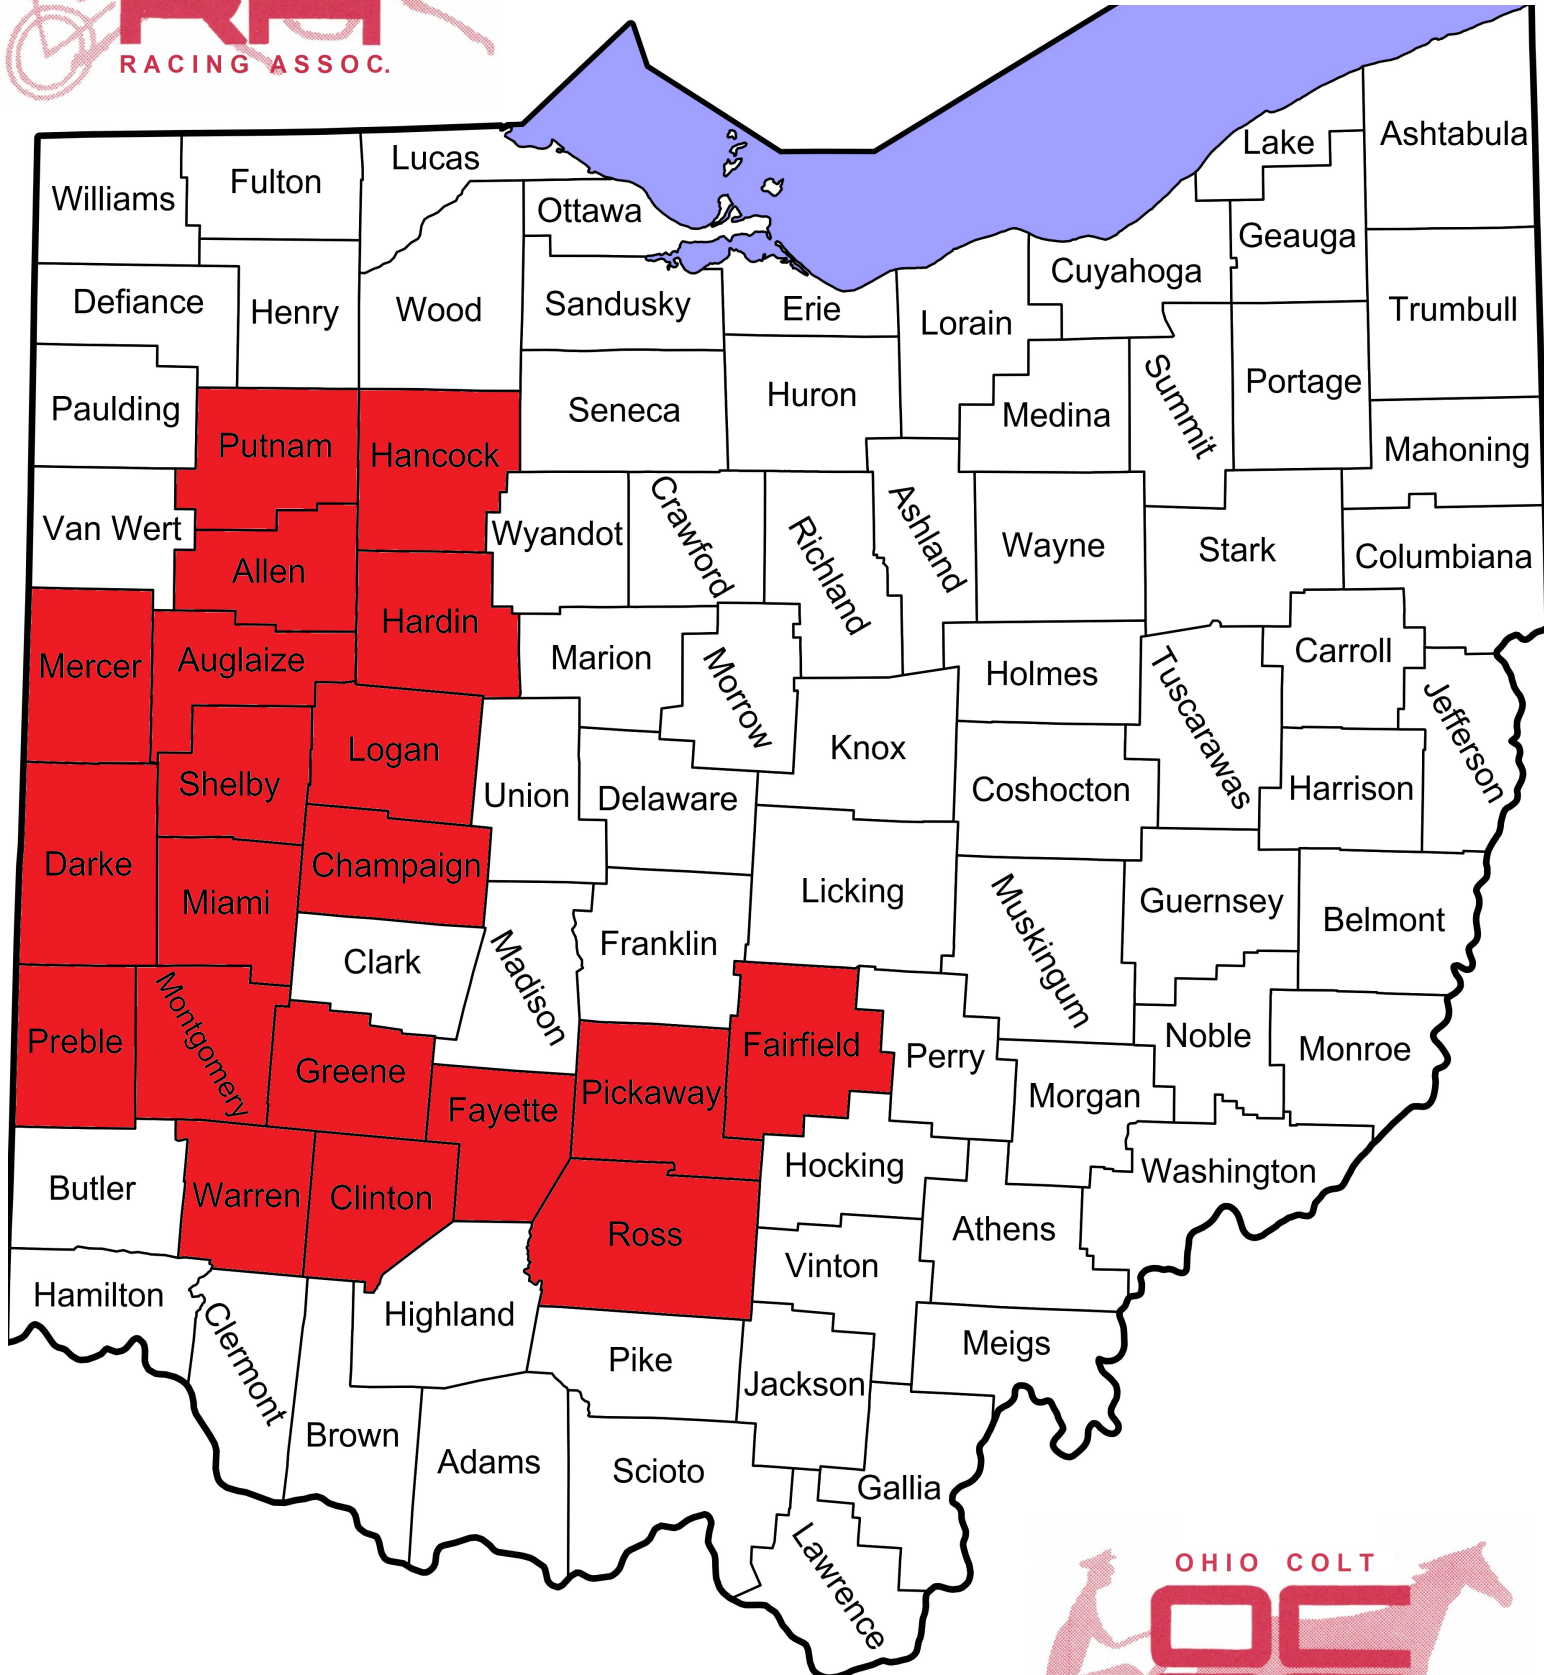 RA
RACING ASSOC.
Ashtabula
Lake
Lucas
Fulton
Williams
Ottawa
Geauga
Cuyahoga
Defiance
Henry
Wood
Sandusky
Erie
Lorain
Trumbull
Paulding
Seneca
Huron
Medina
Summit
Portage
Putnam
Hancock
Mahoning
Van Wert
Wyandot
Crawford
Richland
Ashland
Wayne
Stark
Columbiana
Allen
Hardin
Mercer
Auglaize
Marion
Morrow
Holmes
Tuscarawas
Carroll
Jefferson
Logan
Knox
Shelby
Union
Delaware
Coshocton
Harrison
Darke
Champaign
Miami
Licking
Muskingum
Guernsey
Belmont
Clark
Madison
Franklin
Preble
Montgomery
Greene
Fairfield
Perry
Noble
Monroe
Fayette
Pickaway
Morgan
Butler
Warren
Clinton
Hocking
Washington
Ross
Athens
Vinton
Hamilton
Clermont
Highland
Pike
Meigs
Jackson
Brown
Adams
Scioto
Gallia
Lawrence
OHIO COLT
OC